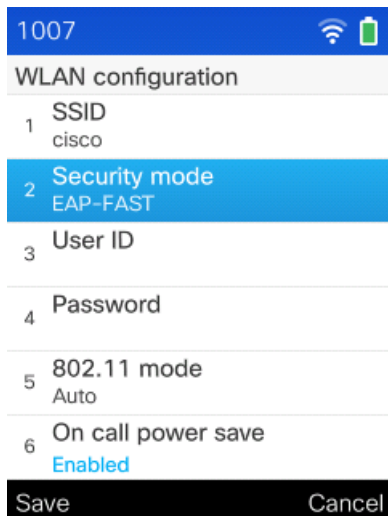 1007
WLAN configuration
1 SSID
cisco
2 Security mode
EAP-FAST
3 User ID
4 Password
5 802.11 mode
Auto
6 On call power save
Enabled
Save Cancel